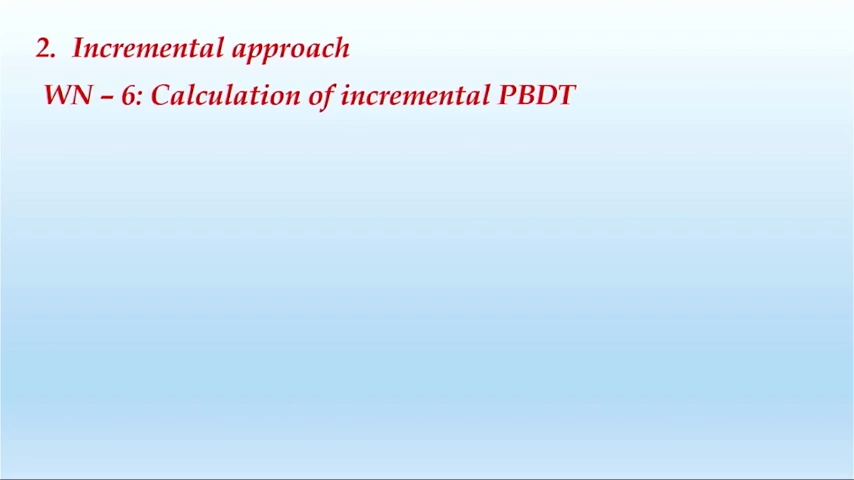 2. Incremental approach
WN – 6: Calculation of incremental PBDT